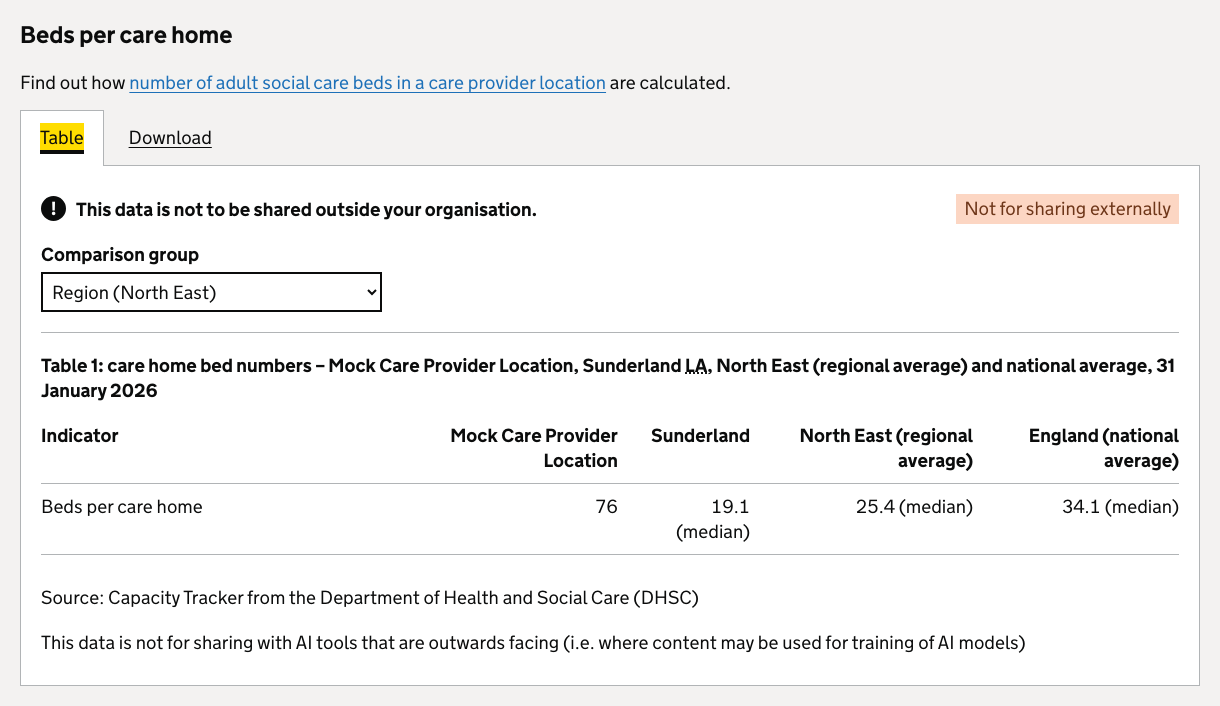 Beds per care home
Find out how number of adult social care beds in a care provider location are calculated.
Table
Download
This data is not to be shared outside your organisation.
Not for sharing externally
Comparison group
Region (North East)
Table 1: care home bed numbers – Mock Care Provider Location, Sunderland LA, North East (regional average) and national average, 31
January 2026
Indicator
Mock Care Provider
Location
Sunderland
North East (regional
average)
England (national
average)
Beds per care home
76
19.1
(median)
25.4 (median)
34.1 (median)
Source: Capacity Tracker from the Department of Health and Social Care (DHSC)
This data is not for sharing with AI tools that are outwards facing (i.e. where content may be used for training of AI models)